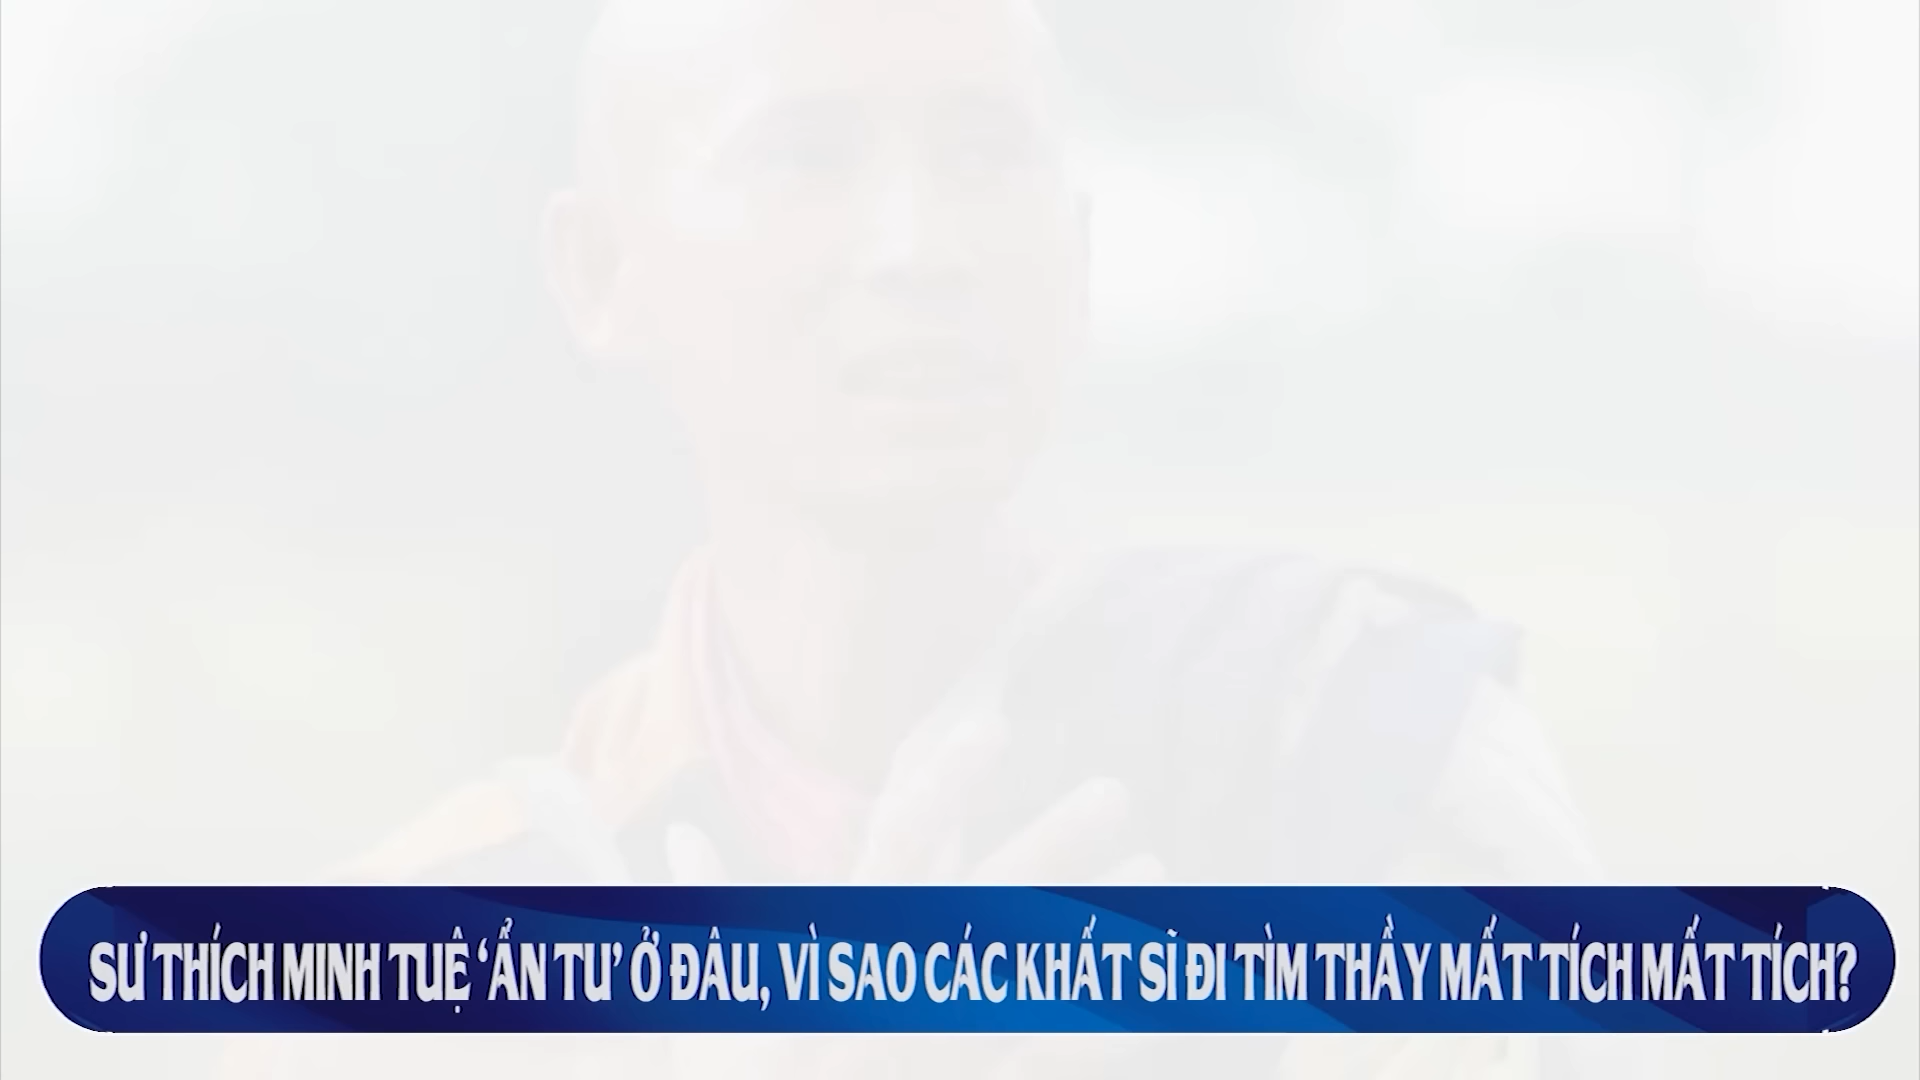 SƯ THÍCH MINH TUỆ ‘ẨN TU’ Ở ĐÂU, VÌ SAO CÁC KHẤT SĨ ĐI TÌM THẦY MẤT TÍCH MẤT TÍCH?